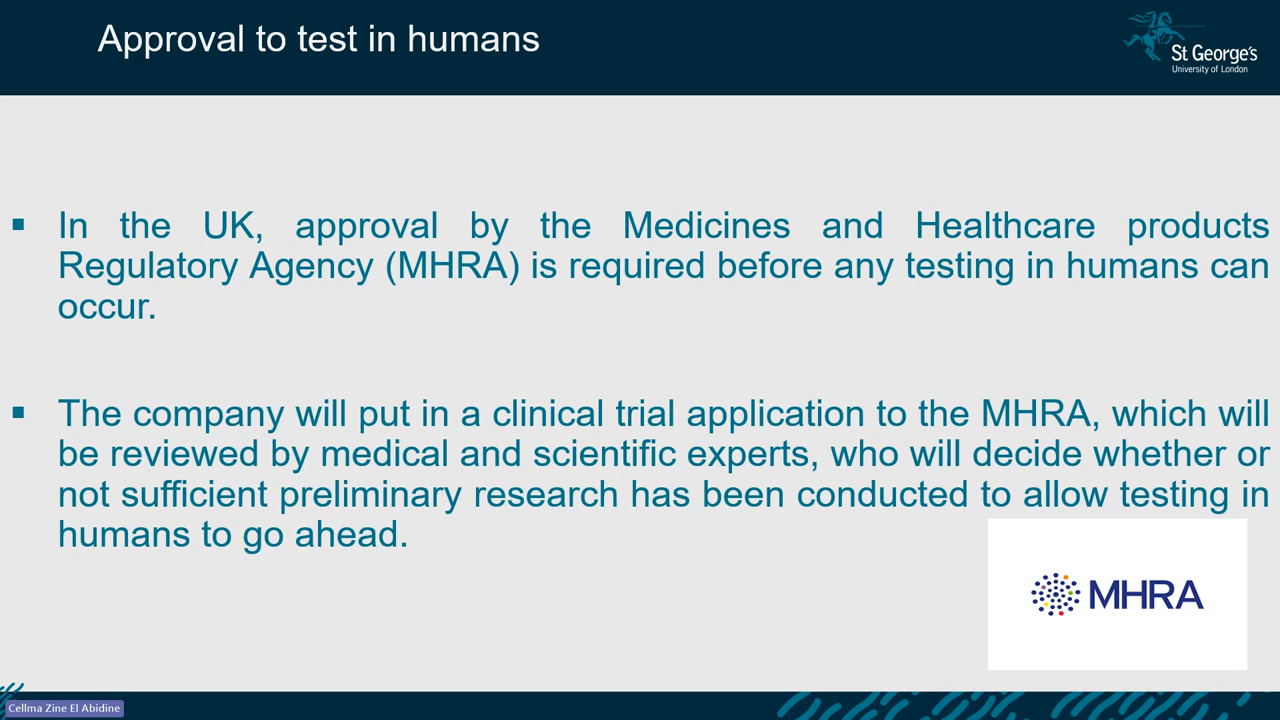 Approval to test in humans
St George's
University of London
▪ In the UK, approval by the Medicines and Healthcare products
Regulatory Agency (MHRA) is required before any testing in humans can
occur.
▪ The company will put in a clinical trial application to the MHRA, which will
be reviewed by medical and scientific experts, who will decide whether or
not sufficient preliminary research has been conducted to allow testing in
humans to go ahead.
MHRA
Cellma Zine El Abidine